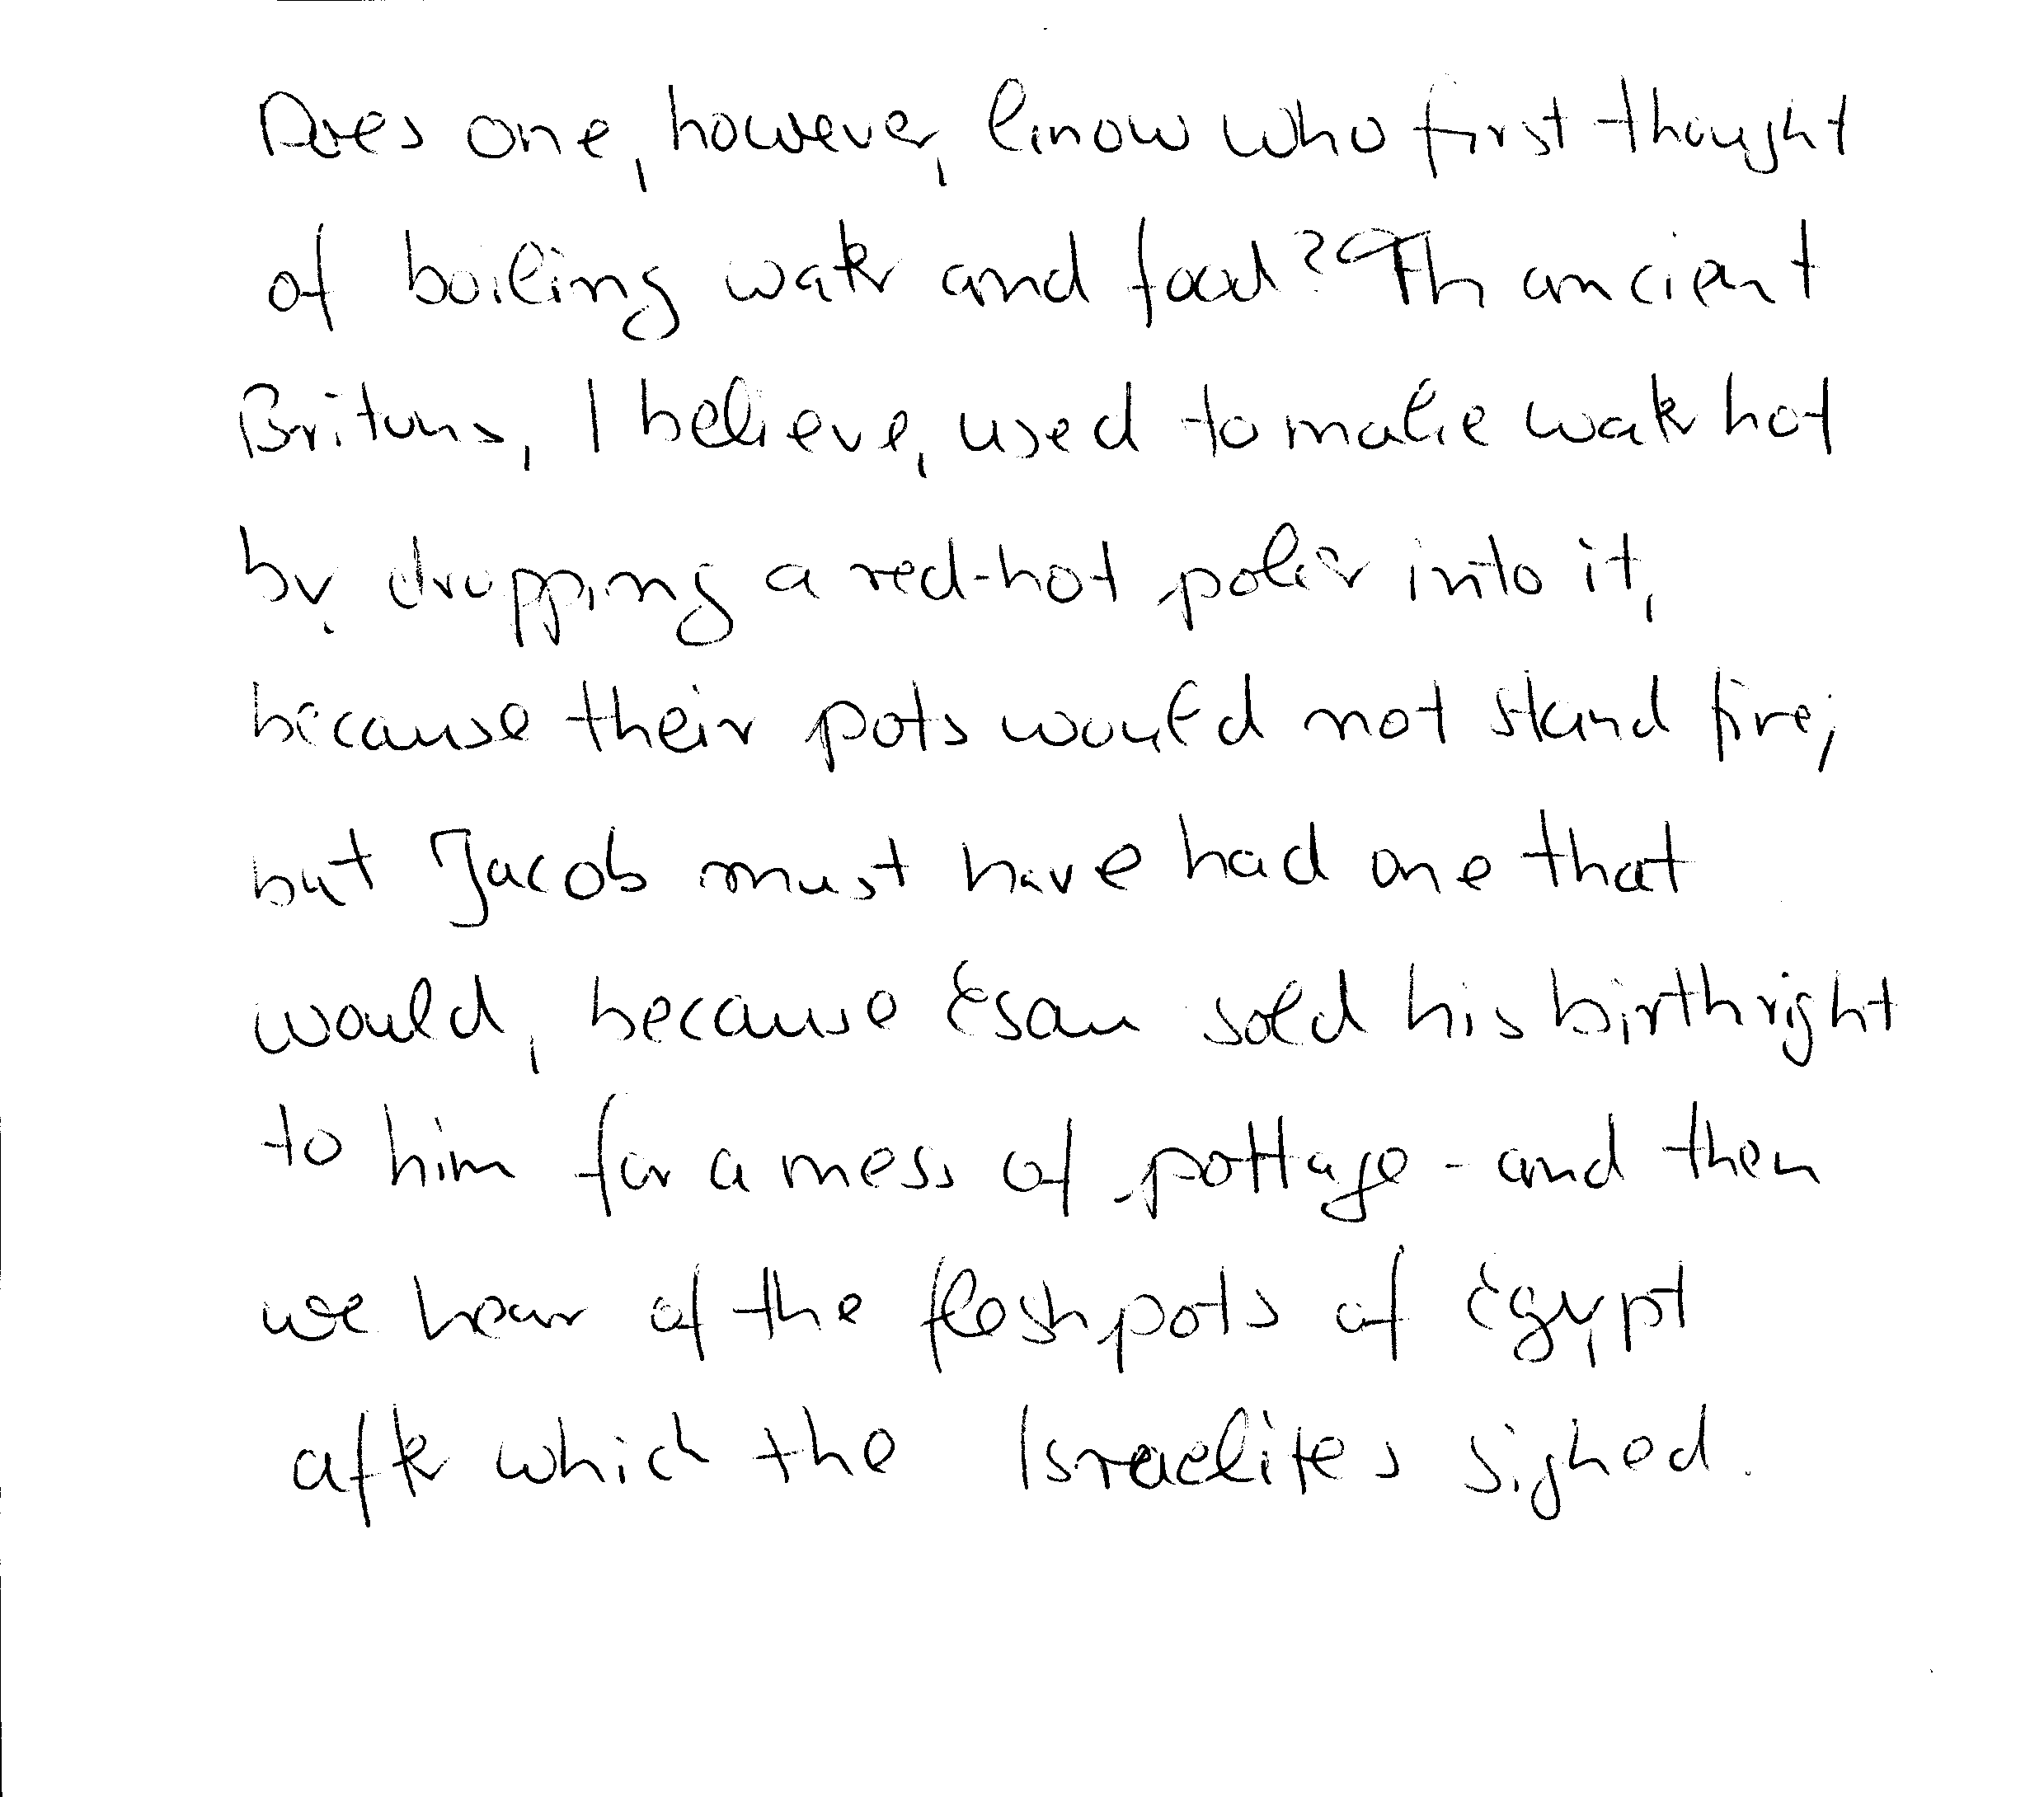 Does one, however, know who first thought
of boiling water and food? Th ancient
Britons, I believe, used to make water hot
by dropping a red-hot poker into it,
because their pots would not stand fire;
but Jacob must have had one that
would, because Esau sold his birthright
to him for a mess of pottage - and then
we hear of the fleshpots of Egypt
after which the Israelites sighed.